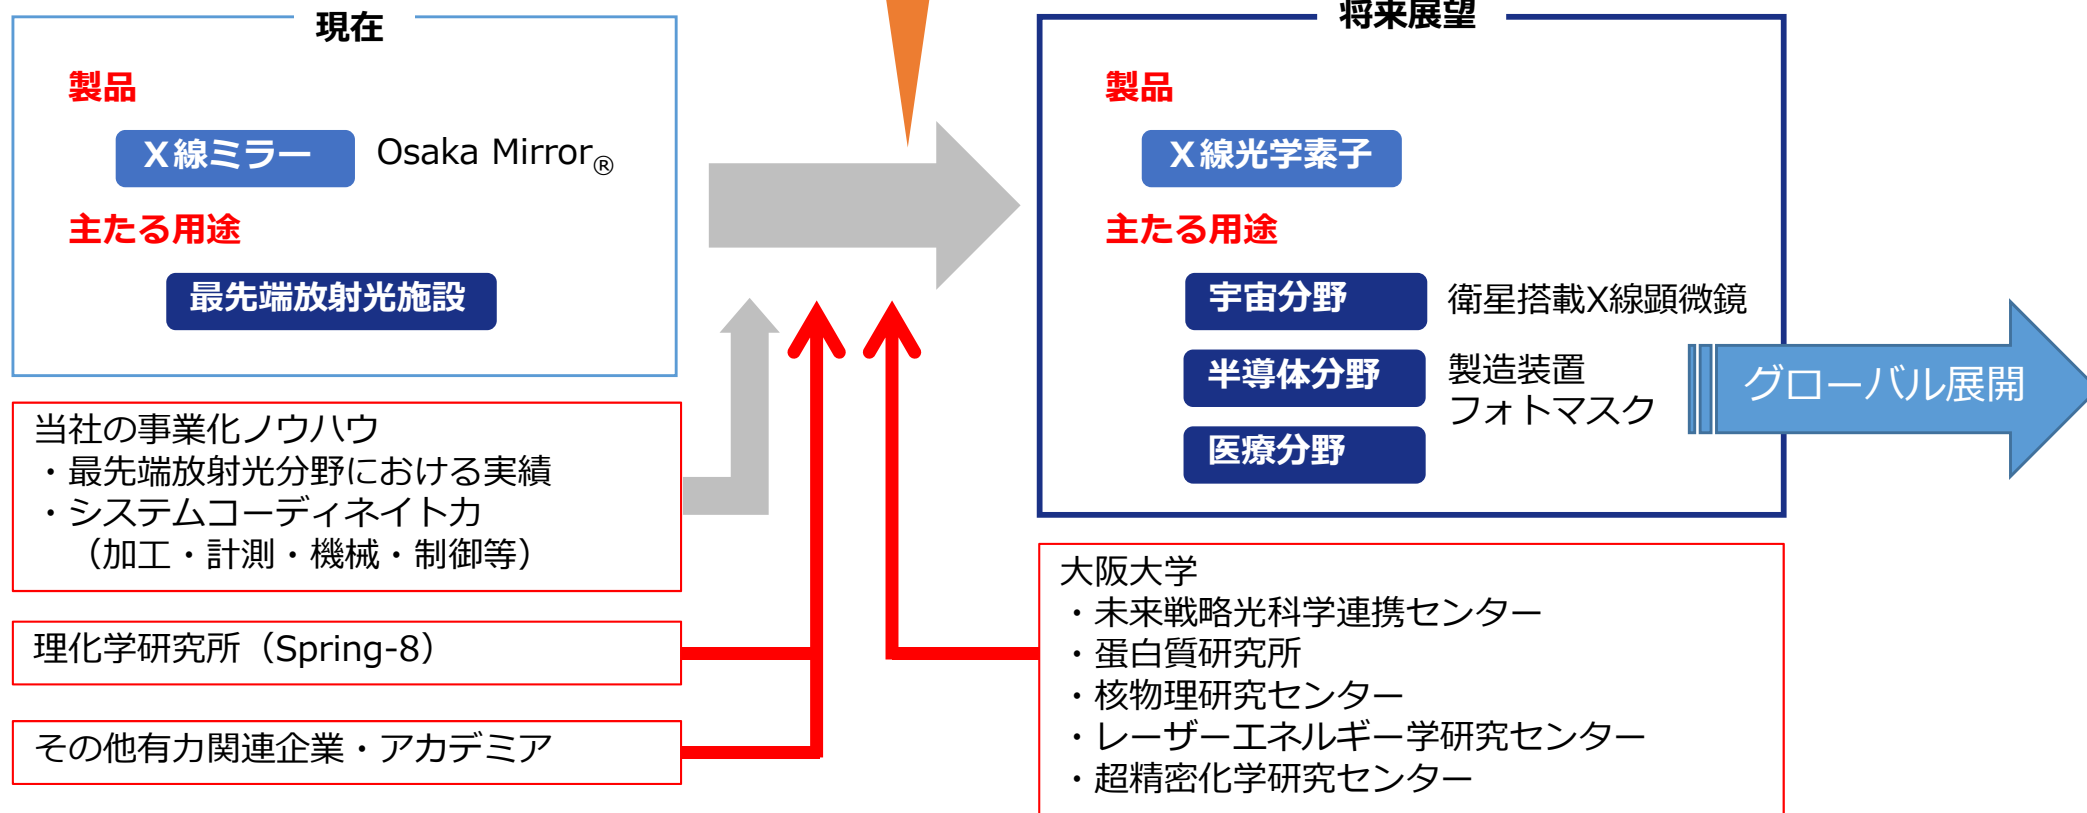 現在
製品
X線ミラー Osaka Mirror®
主たる用途
最先端放射光施設
当社の事業化ノウハウ
・最先端放射光分野における実績
・システムコーディネイト力
（加工・計測・機械・制御等）
理化学研究所（Spring-8）
その他有力関連企業・アカデミア
将来展望
製品
X線光学素子
主たる用途
宇宙分野 衛星搭載X線顕微鏡
半導体分野 製造装置
フォトマスク
医療分野
グローバル展開
大阪大学
・未来戦略光科学連携センター
・蛋白質研究所
・核物理研究センター
・レーザーエネルギー学研究センター
・超精密化学研究センター